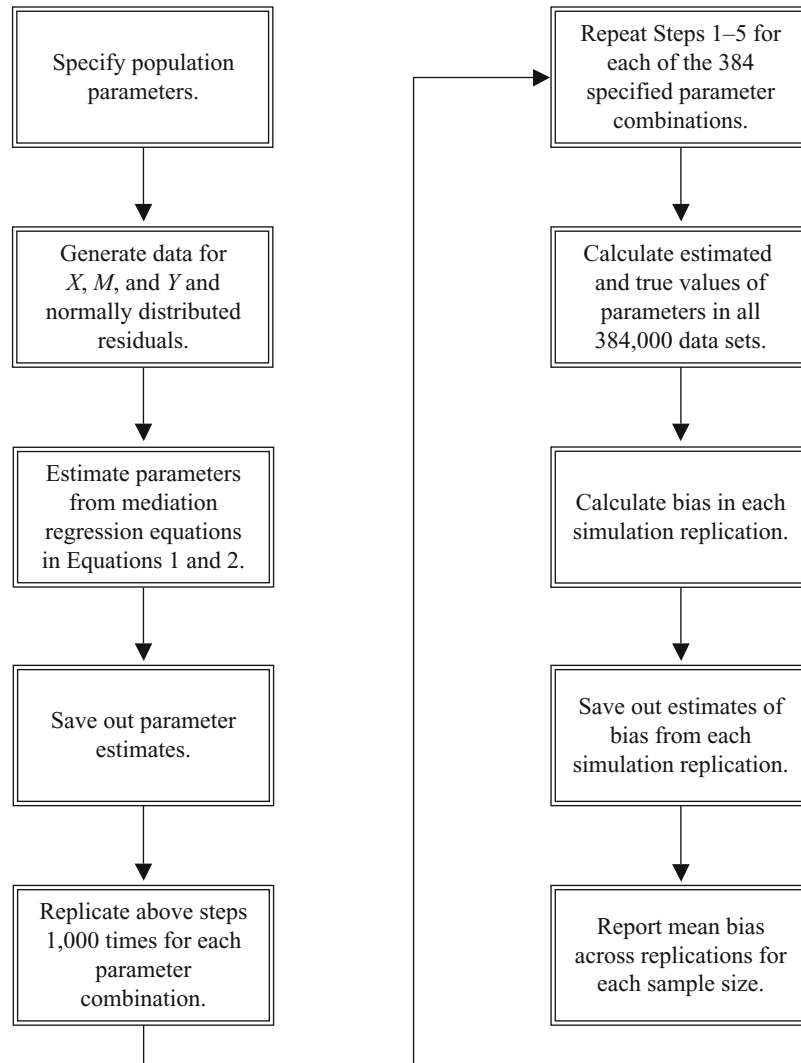 Specify population
parameters.
Generate data for
X, M, and Y and
normally distributed
residuals.
Estimate parameters
from mediation
regression equations
in Equations 1 and 2.
Save out parameter
estimates.
Replicate above steps
1,000 times for each
parameter
combination.
Repeat Steps 1–5 for
each of the 384
specified parameter
combinations.
Calculate estimated
and true values of
parameters in all
384,000 data sets.
Calculate bias in each
simulation replication.
Save out estimates of
bias from each
simulation replication.
Report mean bias
across replications for
each sample size.